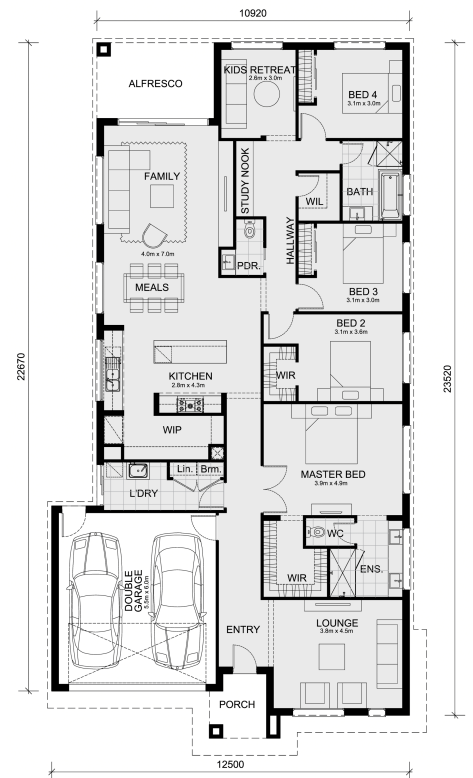 10920
KIDS RETREAT
2.6m x 3.0m
ALFRESCO
BED 4
3.1m x 3.0m
FAMILY
STUDY NOOK
BATH
WIL
4.0m x 7.0m
HALLWAY
PDR.
MEALS
BED 3
3.1m x 3.0m
BED 2
3.1m x 3.6m
22670
23520
KITCHEN
2.8m x 4.3m
WIR
WIP
Lin.
Brm.
MASTER BED
3.9m x 4.9m
L'DRY
WC
ENS.
DOUBLE
GARAGE
5.5m x 6.0m
WIR
ENTRY
LOUNGE
3.8m x 4.5m
PORCH
12500